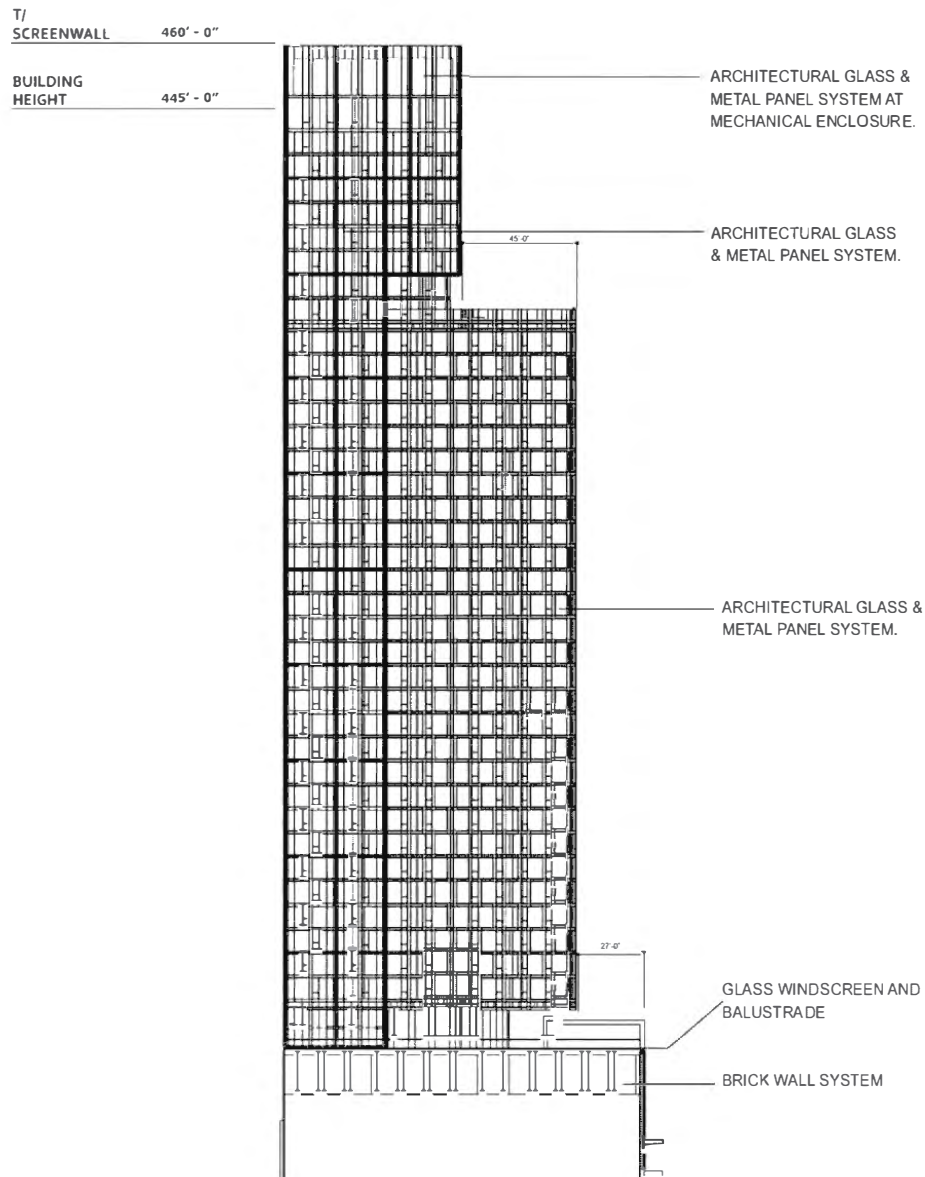 T/
SCREENWALL 460' - 0"
BUILDING
HEIGHT 445' - 0"
ARCHITECTURAL GLASS &
METAL PANEL SYSTEM AT
MECHANICAL ENCLOSURE.
ARCHITECTURAL GLASS
& METAL PANEL SYSTEM.
45'-0"
ARCHITECTURAL GLASS &
METAL PANEL SYSTEM.
27'-0"
GLASS WINDSCREEN AND
BALUSTRADE
BRICK WALL SYSTEM